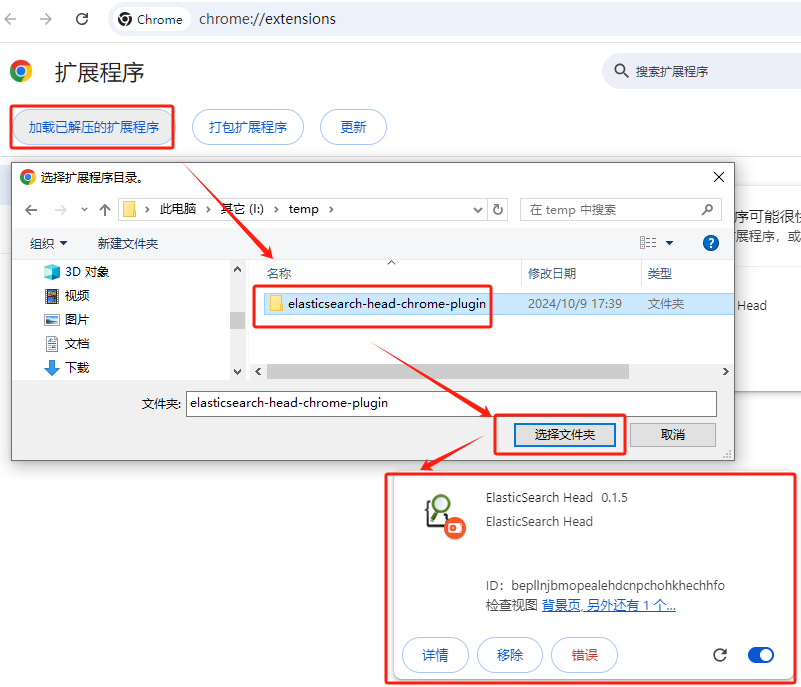 Chrome
chrome://extensions
扩展程序
搜索扩展程序
加载已解压的扩展程序
打包扩展程序
更新
选择扩展程序目录。
此电脑
其它 (I:)
temp
在 temp 中搜索
组织
新建文件夹
序可能很快
展程序，或
Head
3D 对象
视频
图片
文档
下载
名称
修改日期
类型
elasticsearch-head-chrome-plugin
2024/10/9 17:39
文件夹
文件夹:
elasticsearch-head-chrome-plugin
选择文件夹
取消
ElasticSearch Head 0.1.5
ElasticSearch Head
ID: bepllnjbmopealehdcnpchohkhechhfo
检查视图 背景页, 另外还有 1 个...
详情
移除
错误